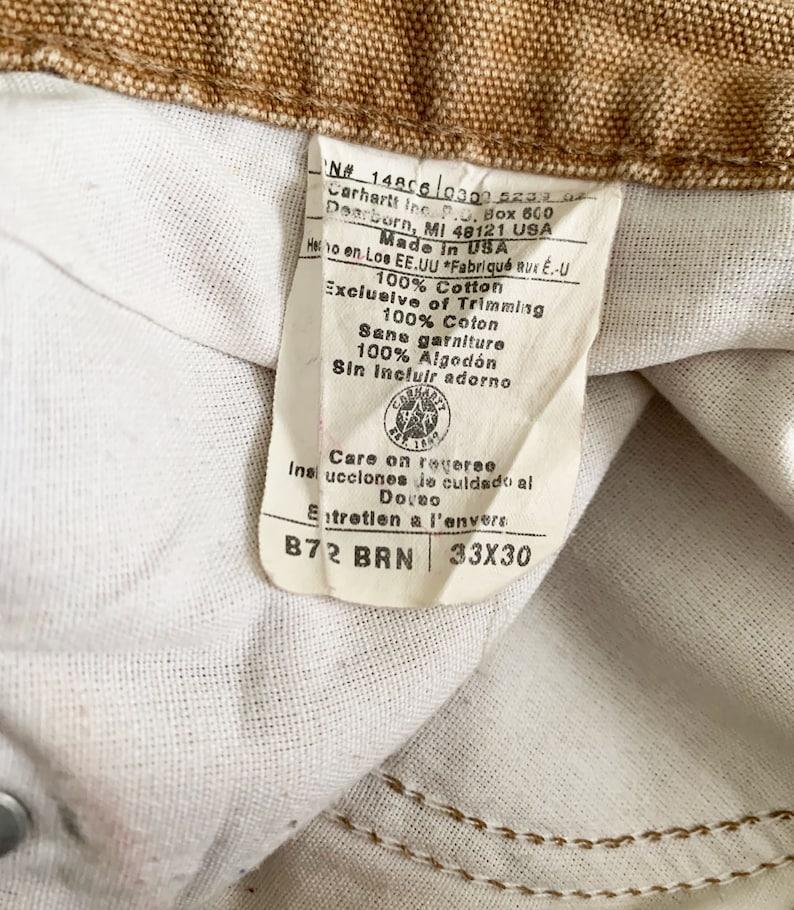 RN# 14806 | 0300 5239
Carhartt Inc. P.O. Box 600
Dearborn, MI 48121 USA
Made in USA
Hecho en Los EE.UU *Fabriqué aux É.-U
100% Cotton
Exclusive of Trimming
100% Coton
Sans garniture
100% Algodón
Sin Incluir adorno
CARHARTT
USA
EST. 1889
Care on reverse
Instrucciones de cuidado al
Dorso
Entretien a l'envers
B72 BRN | 33X30